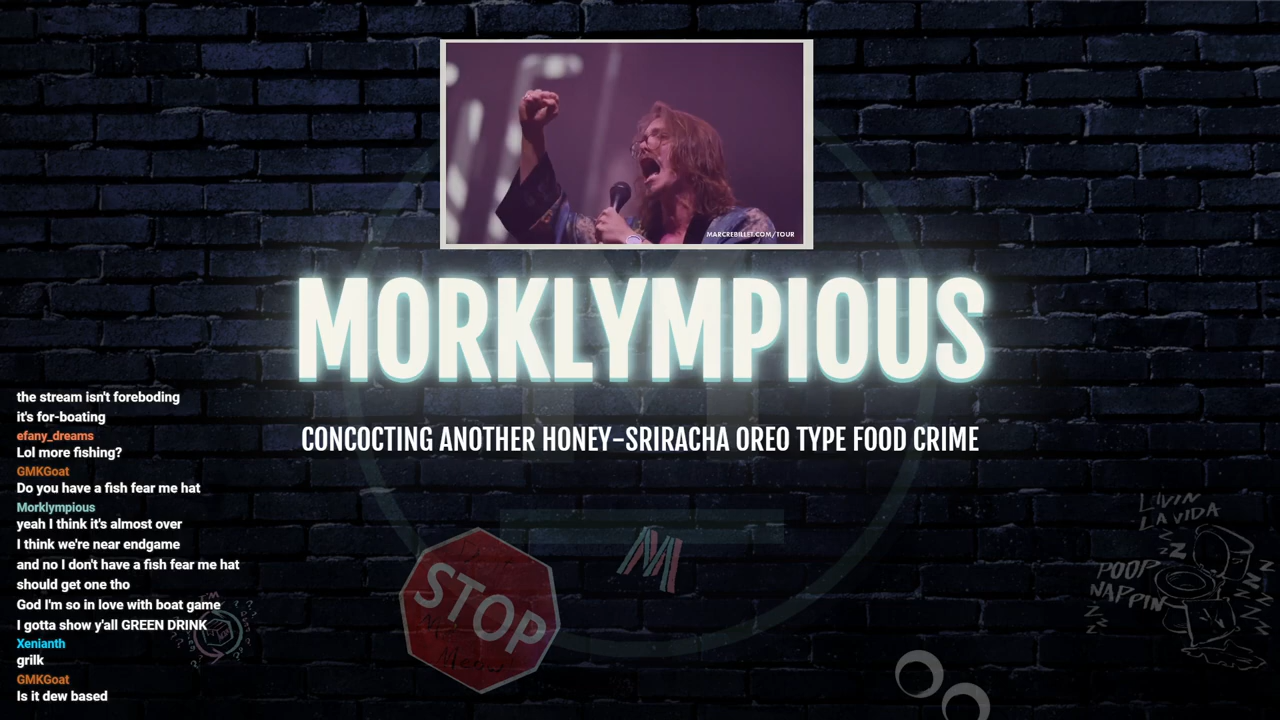 MARCREBILLET.COM/TOUR
MORKLYMPIOUS
CONCOCTING ANOTHER HONEY-SRIRACHA OREO TYPE FOOD CRIME
the stream isn't foreboding
it's for-boating
efany_dreams
Lol more fishing?
GMKGoat
Do you have a fish fear me hat
Morklympious
yeah I think it's almost over
I think we're near endgame
and no I don't have a fish fear me hat
should get one tho
God I'm so in love with boat game
I gotta show y'all GREEN DRINK
Xenianth
grilk
GMKGoat
Is it dew based
STOP
Meow
M
LIVIN
LA VIDA
POOP
NAPPIN